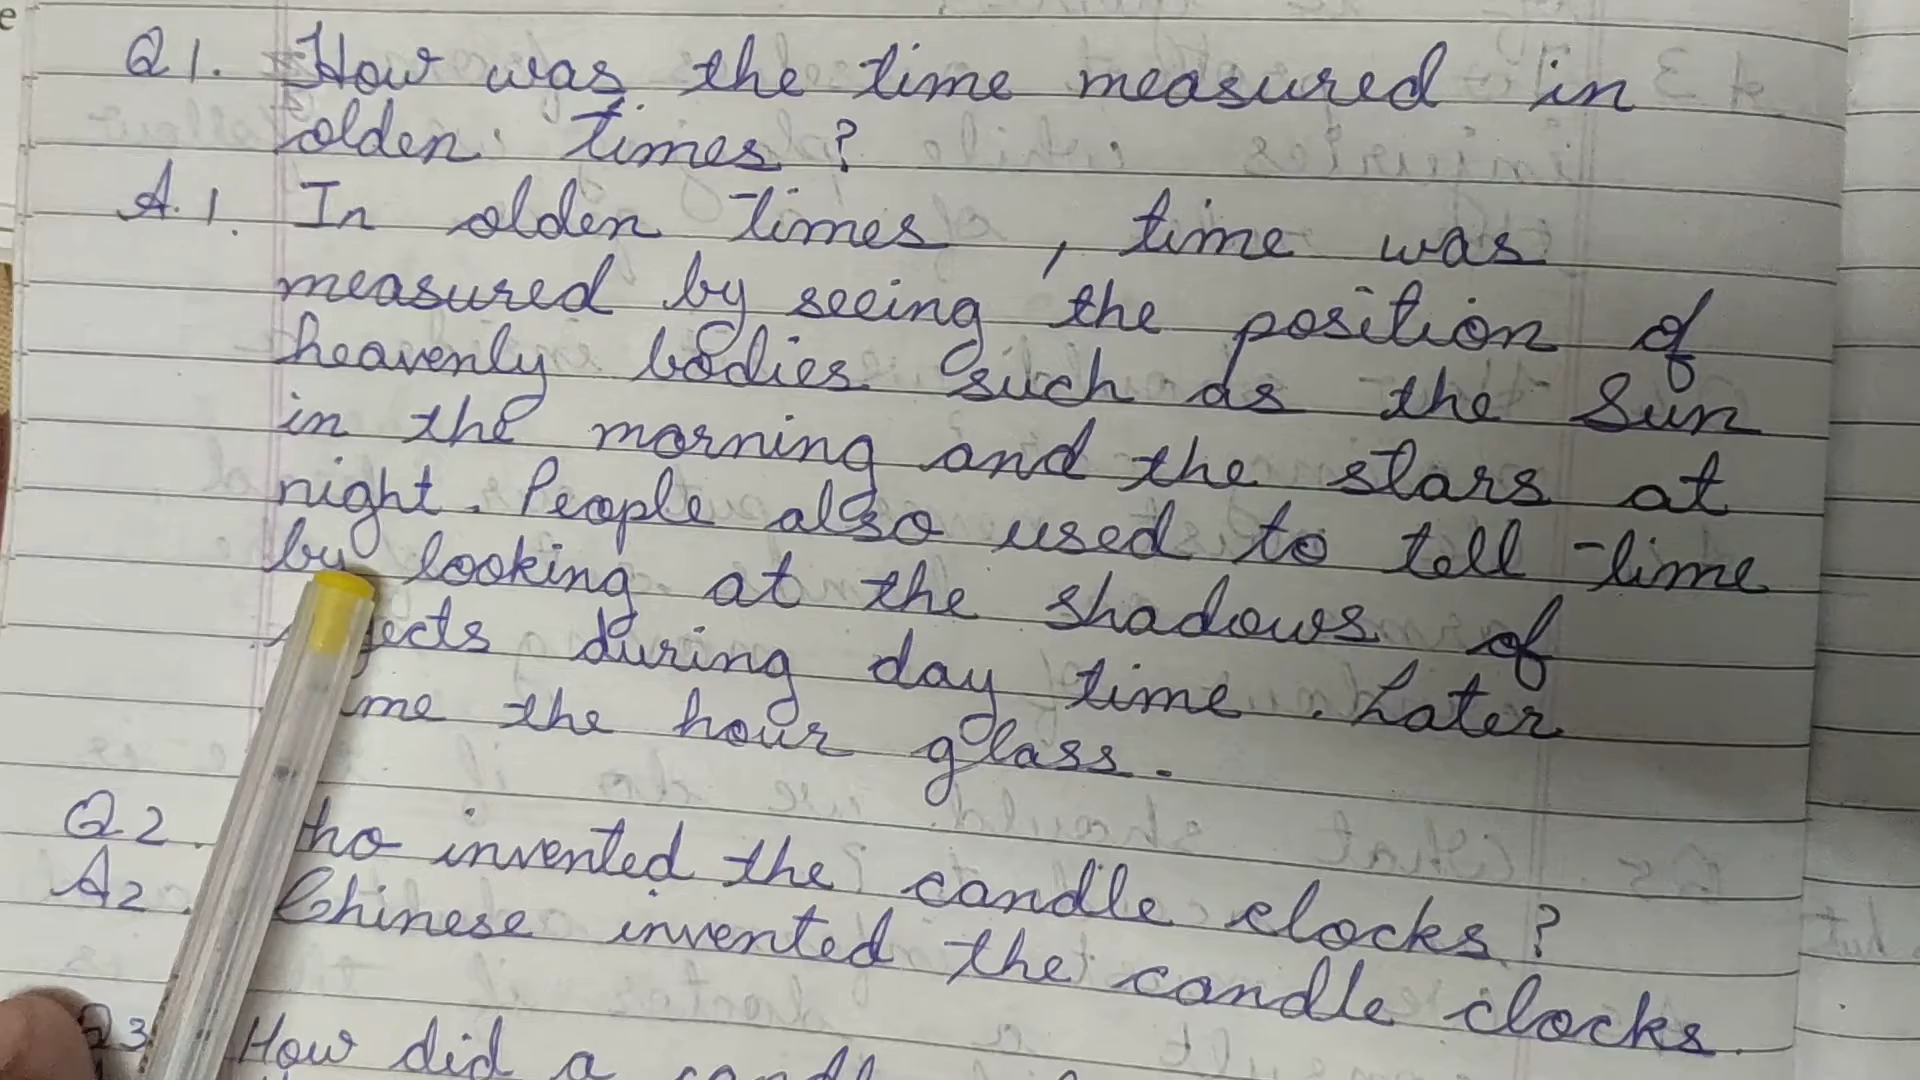 Q1. How was the time measured in
olden times ?
A.1. In olden times , time was
measured by seeing the position of
heavenly bodies such as the Sun
in the morning and the stars at
night. People also used to tell time
by looking at the shadows of
during day time . Later
the hour glass.
Q2. invented the candle clocks ?
A2. Chinese invented the candle clocks
Q3 How did a